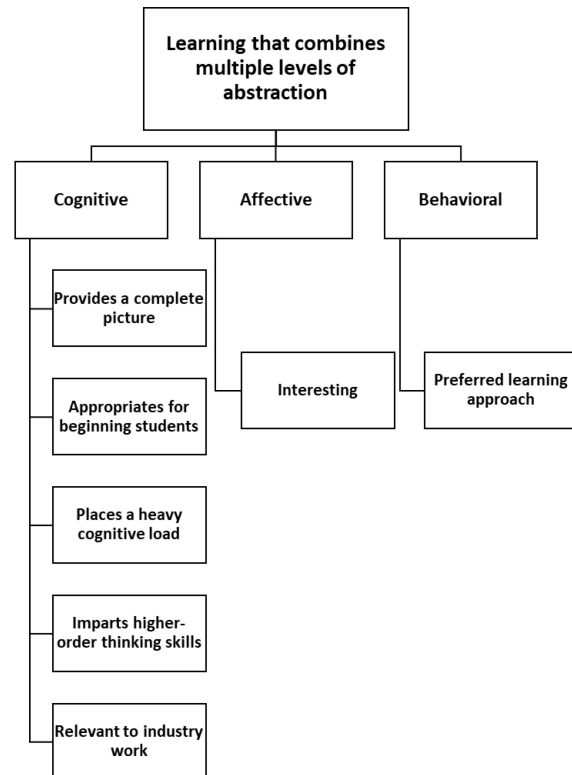 Learning that combines
multiple levels of
abstraction
Cognitive
Affective
Behavioral
Provides a complete
picture
Appropriates for
beginning students
Places a heavy
cognitive load
Imparts higher-
order thinking skills
Relevant to industry
work
Interesting
Preferred learning
approach